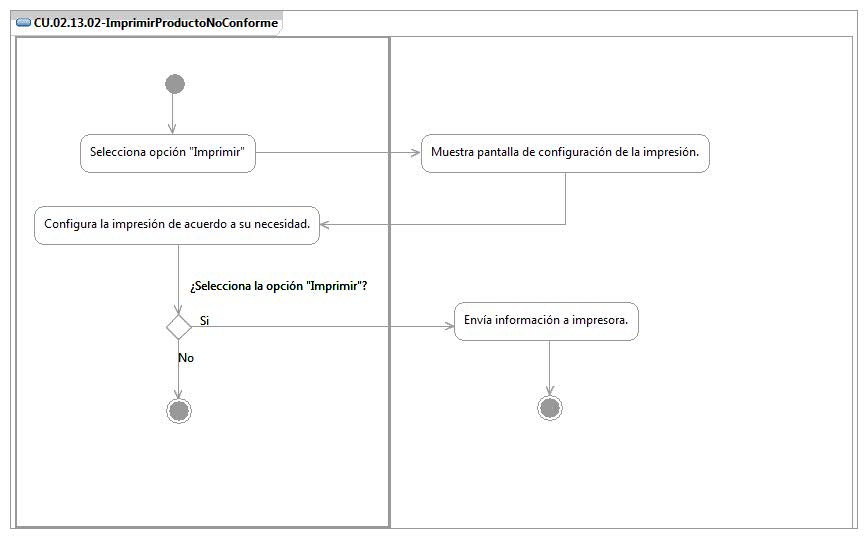 CU.02.13.02-ImprimirProductoNoConforme
Selecciona opción "Imprimir"
Muestra pantalla de configuración de la impresión.
Configura la impresión de acuerdo a su necesidad.
¿Selecciona la opción "Imprimir"?
Si
Envía información a impresora.
No